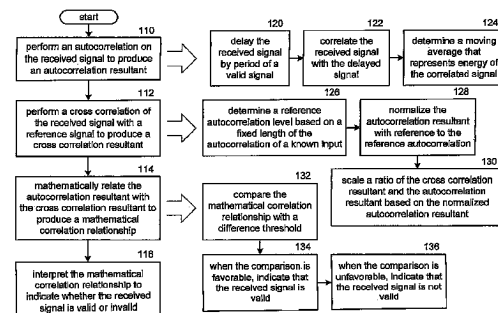 start
110
perform an autocorrelation on
the received signal to produce
an autocorrelation resultant
120
delay the
received signal
by period of
a valid signal
122
correlate the
received signal
with the delayed
signal
124
determine a moving
average that
represents energy of
the correlated signal
112
perform a cross correlation of
the received signal with a
reference signal to produce a
cross correlation resultant
126
determine a reference
autocorrelation level based on a
fixed length of the
autocorrelation of a known input
128
normalize the
autocorrelation resultant
with reference to the
reference autocorrelation
130
scale a ratio of the cross correlation
resultant and the autocorrelation
resultant based on the normalized
autocorrelation resultant
114
mathematically relate the
autocorrelation resultant with
the cross correlation resultant to
produce a mathematical
correlation relationship
132
compare the
mathematical correlation
relationship with a
difference threshold
116
interpret the mathematical
correlation relationship to
indicate whether the received
signal is valid or invalid
134
when the comparison is
favorable, indicate that
the received signal is
valid
136
when the comparison is
unfavorable, indicate that
the received signal is
not valid